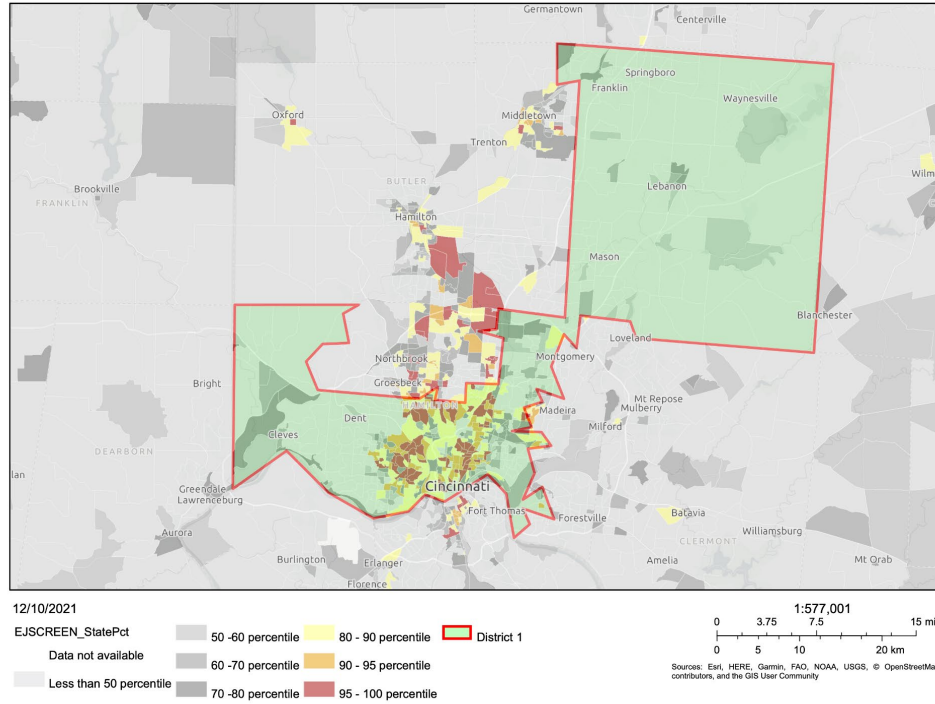 Germantown
Centerville
Springboro
Franklin
Waynesville
Oxford
Middletown
Trenton
Wilm
Brookville
FRANKLIN
BUTLER
Lebanon
Hamilton
Mason
Blanchester
Loveland
Northbrook
Montgomery
Bright
Groesbeck
HAMILTON
Mt Repose
Mulberry
Dent
Madeira
Milford
Cleves
DEARBORN
lan
Cincinnati
Greendale
Lawrenceburg
Fort Thomas
Forestville
Batavia
Aurora
CLERMONT
Williamsburg
Burlington
Erlanger
Amelia
Mt Orab
Florence
12/10/2021
EJSCREEN_StatePct
Data not available
Less than 50 percentile
50 -60 percentile
60 -70 percentile
70 -80 percentile
80 - 90 percentile
90 - 95 percentile
95 - 100 percentile
District 1
1:577,001
0 3.75 7.5 15 mi
0 5 10 20 km
Sources: Esri, HERE, Garmin, FAO, NOAA, USGS, © OpenStreetMa
contributors, and the GIS User Community